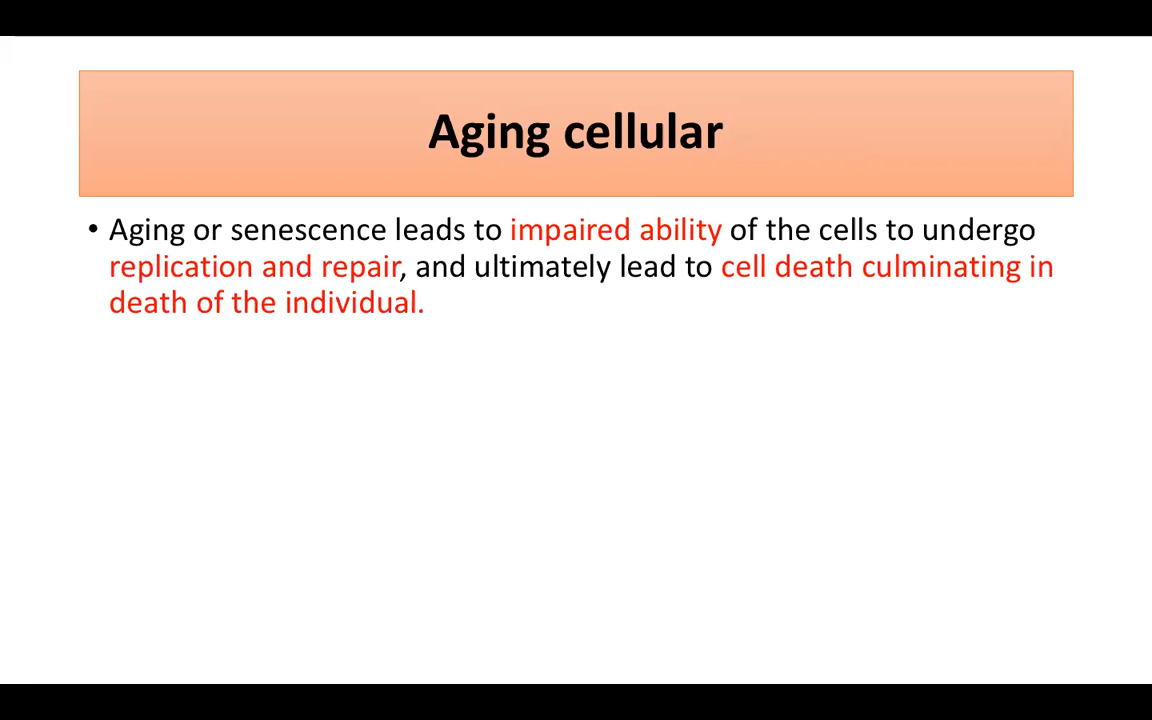 Aging cellular
• Aging or senescence leads to impaired ability of the cells to undergo
replication and repair, and ultimately lead to cell death culminating in
death of the individual.